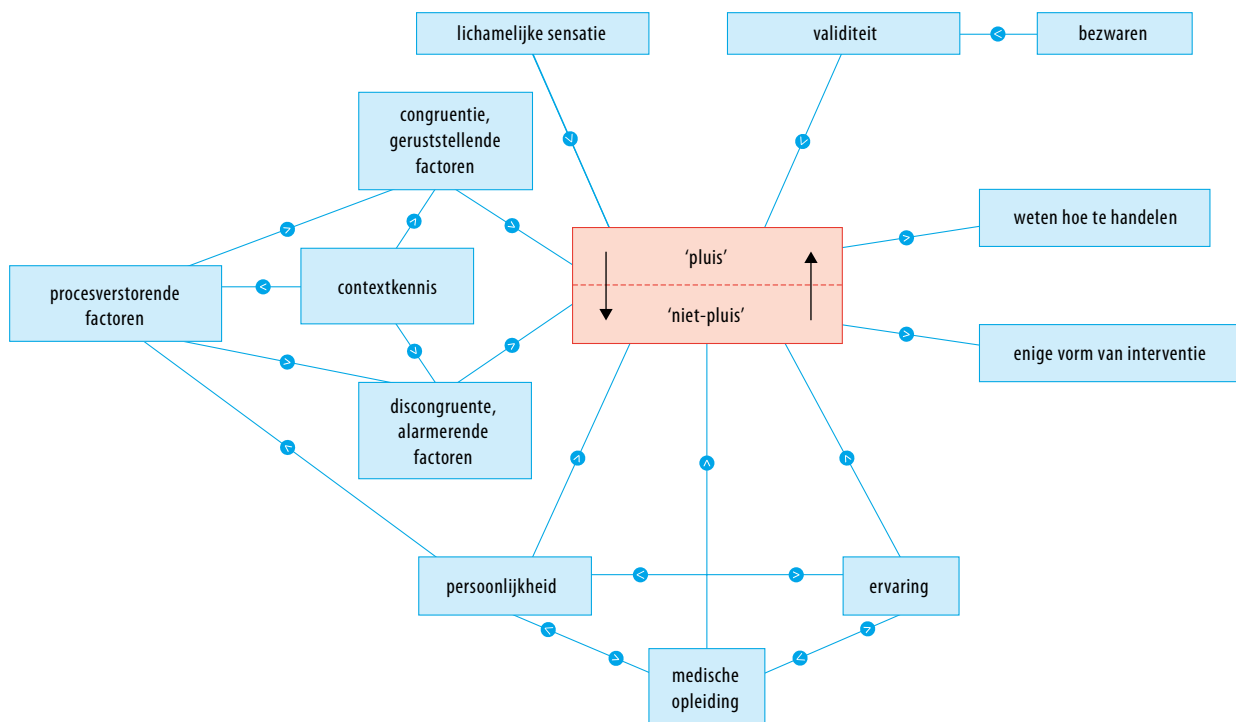 lichamelijke sensatie
validiteit
bezwaren
congruentie,
geruststellende
factoren
weten hoe te handelen
'pluis'
contextkennis
procesverstorende
factoren
'niet-pluis'
enige vorm van interventie
discongruente,
alarmerende
factoren
persoonlijkheid
ervaring
medische
opleiding